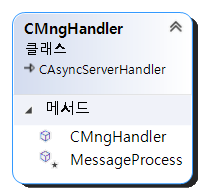 CMngHandler
클래스
CAsyncServerHandler
메서드
CMngHandler
MessageProcess